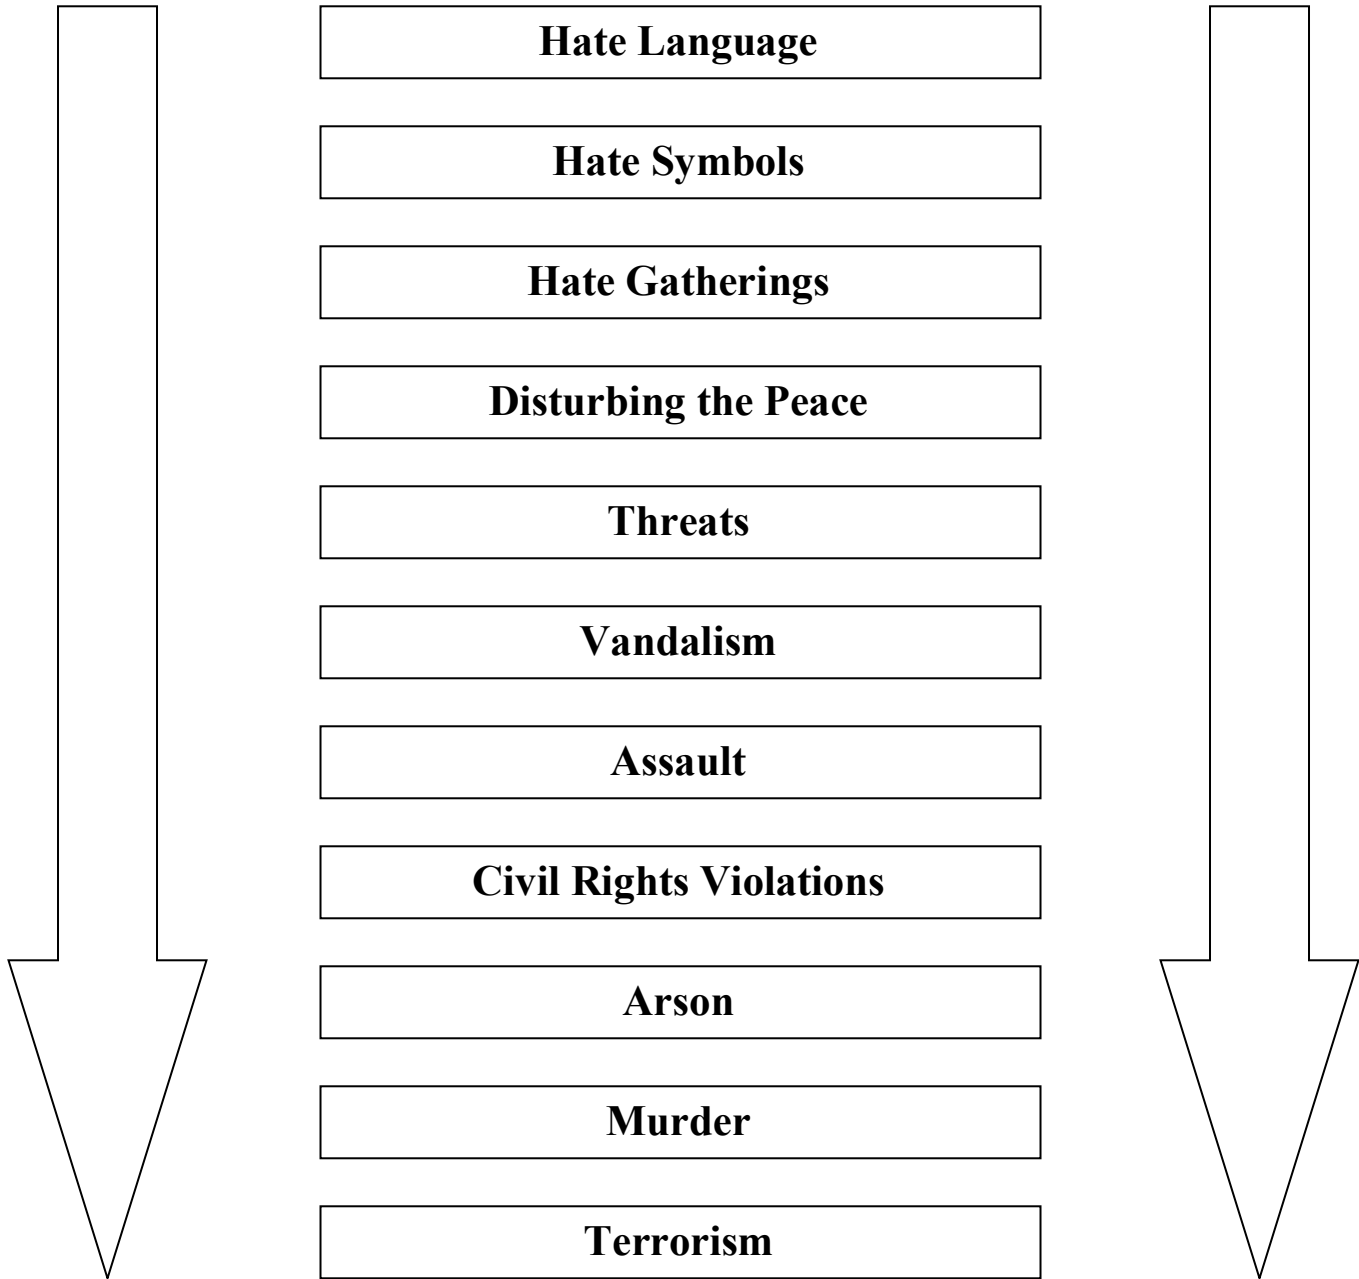 Hate Language
Hate Symbols
Hate Gatherings
Disturbing the Peace
Threats
Vandalism
Assault
Civil Rights Violations
Arson
Murder
Terrorism